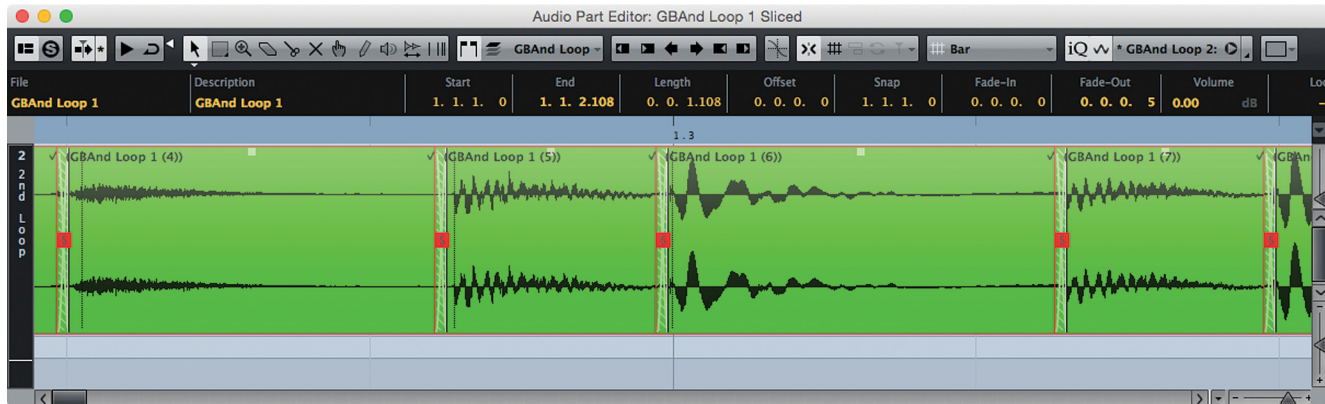 Audio Part Editor: GBAnd Loop 1 Sliced
S * GBAnd Loop Bar iQ * GBAnd Loop 2:
File Description Start End Length Offset Snap Fade-In Fade-Out Volume
GBAnd Loop 1 GBAnd Loop 1 1. 1. 1. 0 1. 1. 2.108 0. 0. 1.108 0. 0. 0. 0 1. 1. 1. 0 0. 0. 0. 0 0. 0. 0. 5 0.00 dB
1.3
2 2nd Loop
(GBAnd Loop 1 (4)) (GBAnd Loop 1 (5)) (GBAnd Loop 1 (6)) (GBAnd Loop 1 (7)) (GBAn
S S S S S